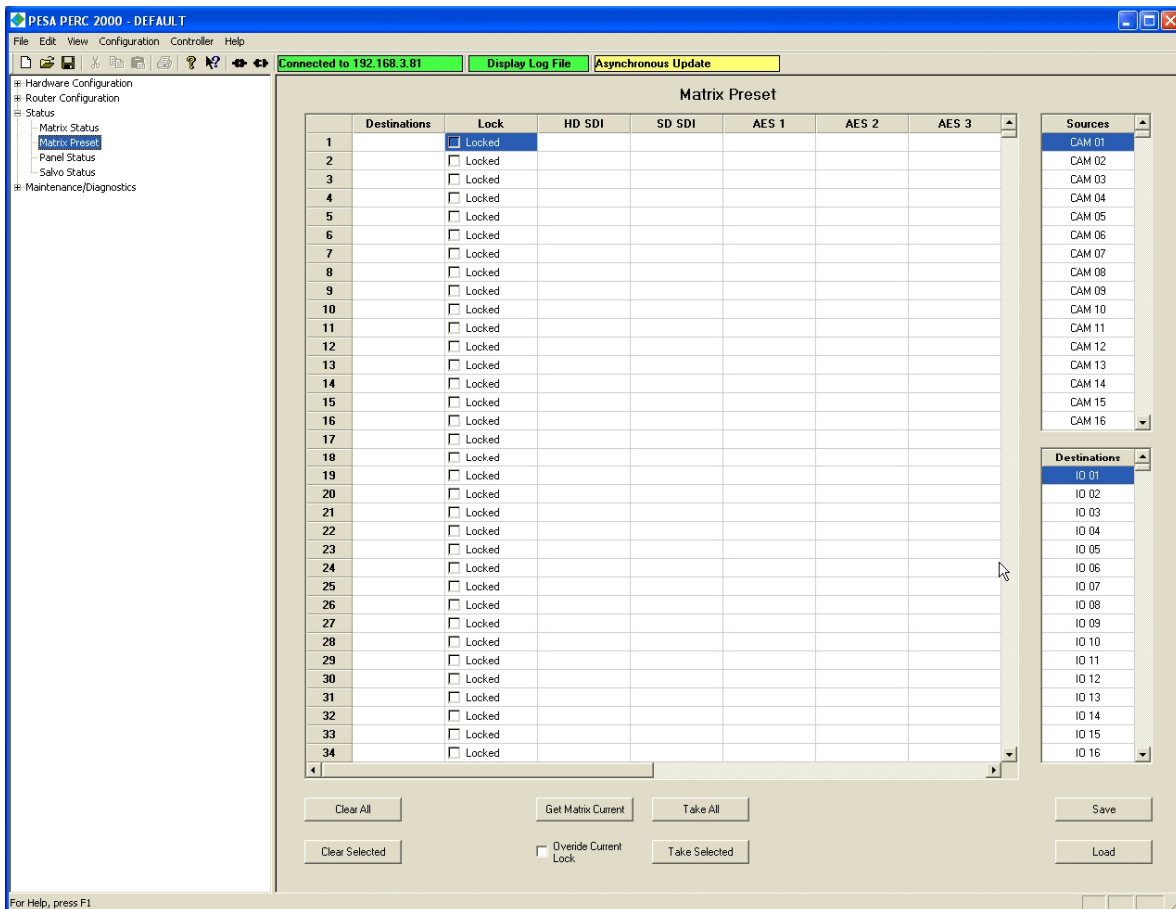 PESA PERC 2000 - DEFAULT
File Edit View Configuration Controller Help
Connected to 192.168.3.81 Display Log File Asynchronous Update
Hardware Configuration
Router Configuration
Status
Matrix Status
Matrix Preset
Panel Status
Salvo Status
Maintenance/Diagnostics
Matrix Preset
Destinations Lock HD SDI SD SDI AES 1 AES 2 AES 3
1 Locked
2 Locked
3 Locked
4 Locked
5 Locked
6 Locked
7 Locked
8 Locked
9 Locked
10 Locked
11 Locked
12 Locked
13 Locked
14 Locked
15 Locked
16 Locked
17 Locked
18 Locked
19 Locked
20 Locked
21 Locked
22 Locked
23 Locked
24 Locked
25 Locked
26 Locked
27 Locked
28 Locked
29 Locked
30 Locked
31 Locked
32 Locked
33 Locked
34 Locked
Sources
CAM 01
CAM 02
CAM 03
CAM 04
CAM 05
CAM 06
CAM 07
CAM 08
CAM 09
CAM 10
CAM 11
CAM 12
CAM 13
CAM 14
CAM 15
CAM 16
Destinations
IO 01
IO 02
IO 03
IO 04
IO 05
IO 06
IO 07
IO 08
IO 09
IO 10
IO 11
IO 12
IO 13
IO 14
IO 15
IO 16
Clear All Get Matrix Current Take All Save
Clear Selected Overide Current Lock Take Selected Load
For Help, press F1